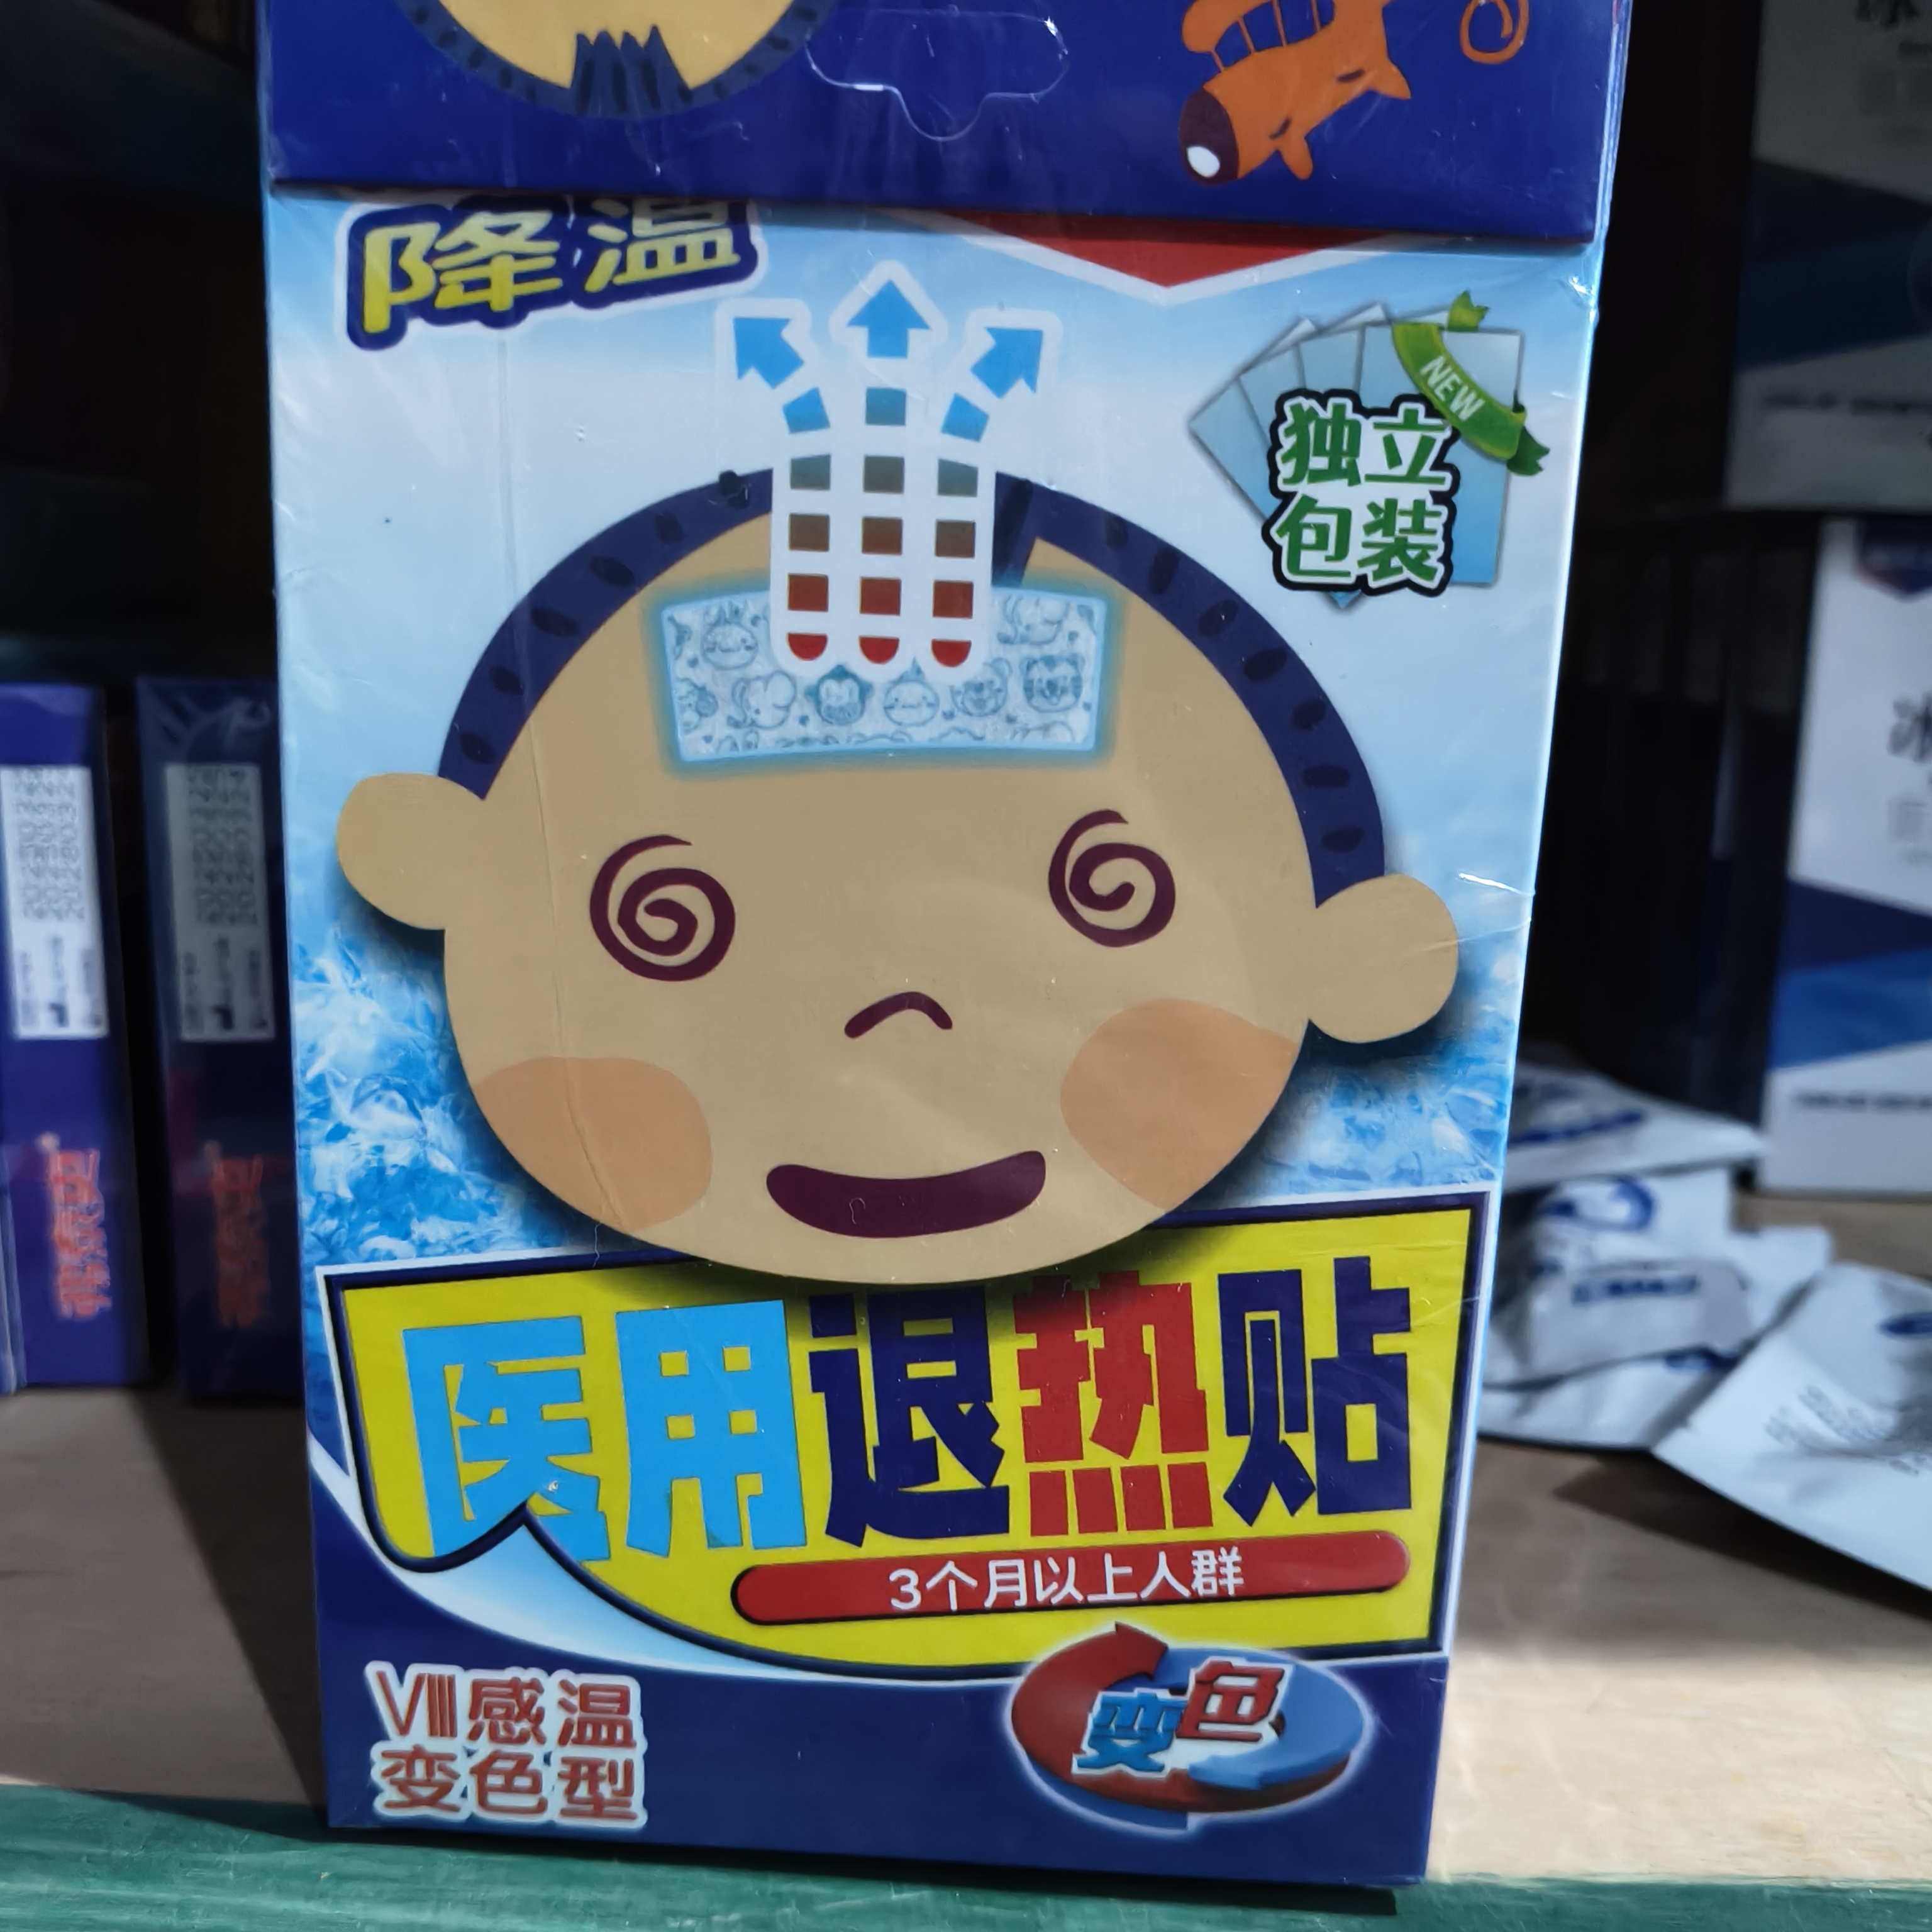 降温
NEW
独立
包装
医用退热贴
3个月以上人群
VIII感温
变色型
变色